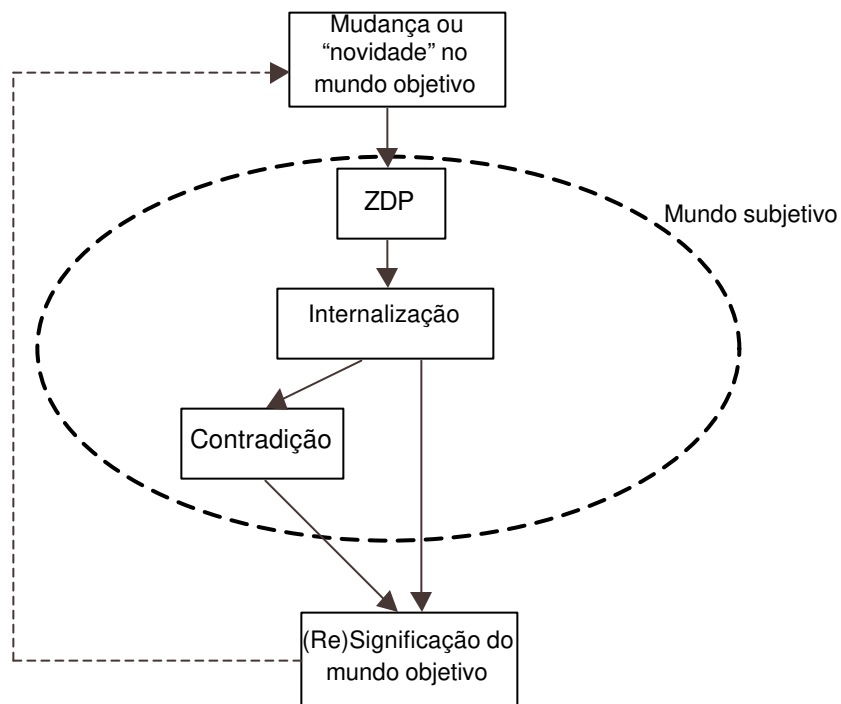 Mudança ou
“novidade” no
mundo objetivo
ZDP
Mundo subjetivo
Internalização
Contradição
(Re)Significação do
mundo objetivo